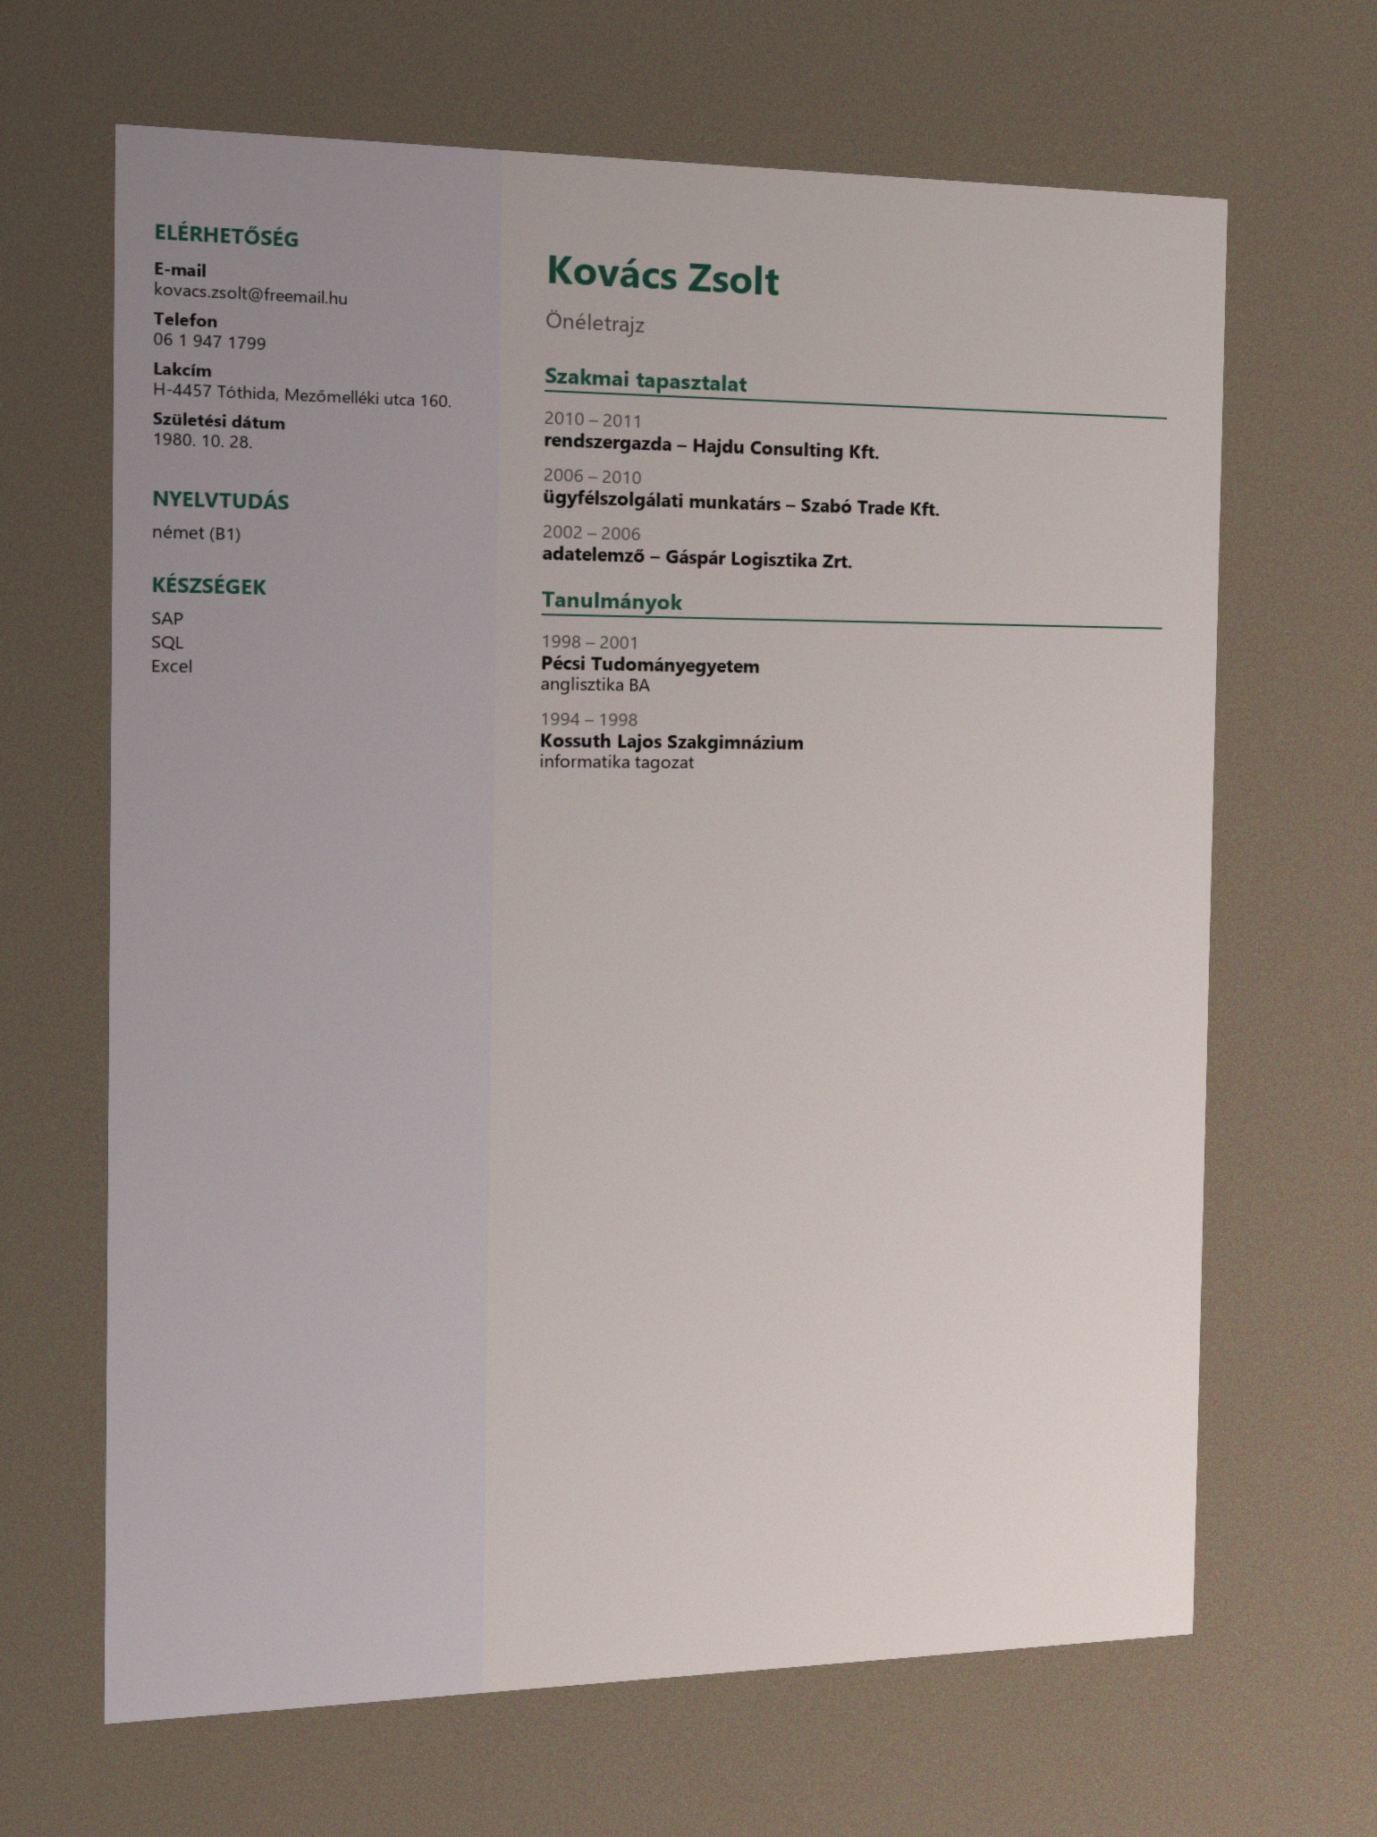 ELÉRHETŐSÉG
E-mail
kovacs.zsolt@freemail.hu
Telefon
06 1 947 1799
Lakcím
H-4457 Tóthida, Mezőmelléki utca 160.
Születési dátum
1980. 10. 28.
NYELVTUDÁS
német (B1)
KÉSZSÉGEK
SAP
SQL
Excel
Kovács Zsolt
Önéletrajz
Szakmai tapasztalat
2010 – 2011
rendszergazda – Hajdu Consulting Kft.
2006 – 2010
ügyfélszolgálati munkatárs – Szabó Trade Kft.
2002 – 2006
adatelemző – Gáspár Logisztika Zrt.
Tanulmányok
1998 – 2001
Pécsi Tudományegyetem
anglisztika BA
1994 – 1998
Kossuth Lajos Szakgimnázium
informatika tagozat